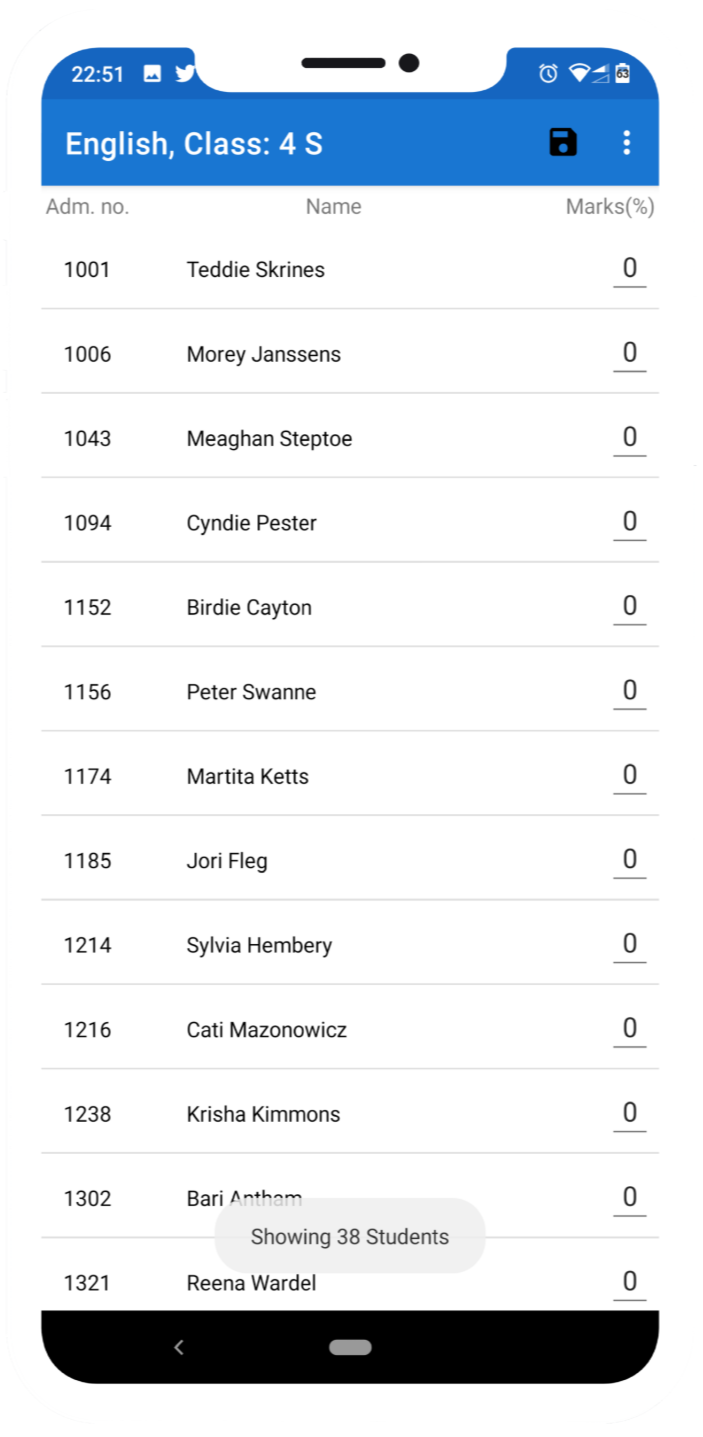 22:51 63
English, Class: 4 S
Adm. no. Name Marks(%)
1001 Teddie Skrines 0
1006 Morey Janssens 0
1043 Meaghan Steptoe 0
1094 Cyndie Pester 0
1152 Birdie Cayton 0
1156 Peter Swanne 0
1174 Martita Ketts 0
1185 Jori Fleg 0
1214 Sylvia Hembery 0
1216 Cati Mazonowicz 0
1238 Krisha Kimmons 0
1302 Bari Antham 0
Showing 38 Students
1321 Reena Wardel 0